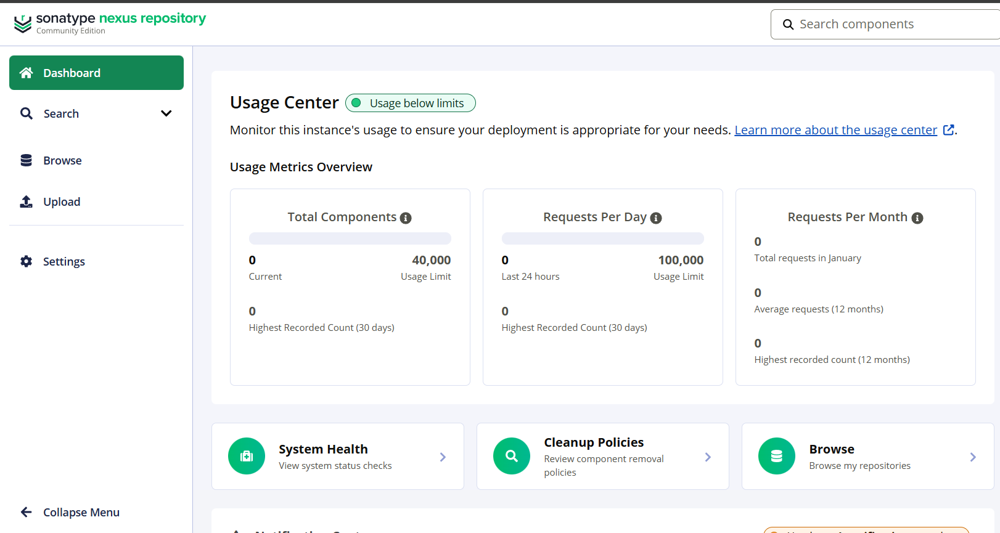 sonatype nexus repository
Community Edition
Search components
Dashboard
Search
Browse
Upload
Settings
Collapse Menu
Usage Center
Usage below limits
Monitor this instance's usage to ensure your deployment is appropriate for your needs. Learn more about the usage center.
Usage Metrics Overview
Total Components
0 40,000
Current Usage Limit
0
Highest Recorded Count (30 days)
Requests Per Day
0 100,000
Last 24 hours Usage Limit
0
Highest Recorded Count (30 days)
Requests Per Month
0
Total requests in January
0
Average requests (12 months)
0
Highest recorded count (12 months)
System Health
View system status checks
Cleanup Policies
Review component removal
policies
Browse
Browse my repositories